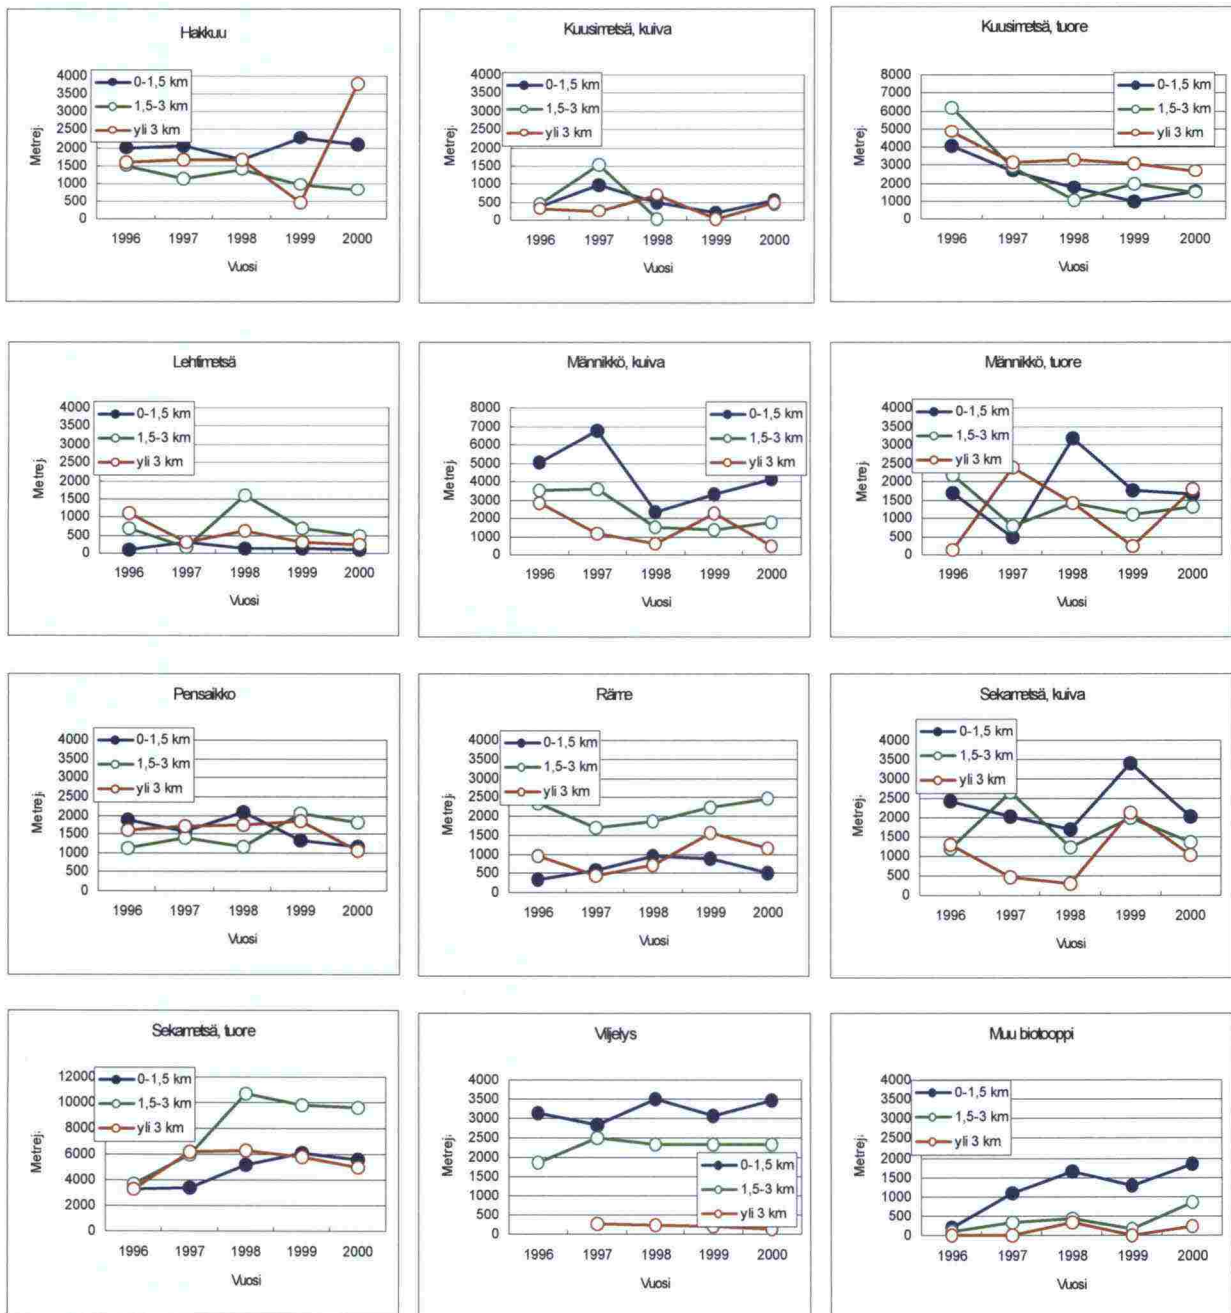 Hakkuu
Metrej.
4000
3500
3000
2500
2000
1500
1000
500
0
0-1,5 km
1,5-3 km
yli 3 km
1996 1997 1998 1999 2000
Vuosi
Kuusimetsä, kuiva
Metrej.
4000
3500
3000
2500
2000
1500
1000
500
0
0-1,5 km
1,5-3 km
yli 3 km
1996 1997 1998 1999 2000
Vuosi
Kuusimetsä, tuore
Metrej.
8000
7000
6000
5000
4000
3000
2000
1000
0
0-1,5 km
1,5-3 km
yli 3 km
1996 1997 1998 1999 2000
Vuosi
Lehtimetsä
Metrej.
4000
3500
3000
2500
2000
1500
1000
500
0
0-1,5 km
1,5-3 km
yli 3 km
1996 1997 1998 1999 2000
Vuosi
Männikkö, kuiva
Metrej.
8000
7000
6000
5000
4000
3000
2000
1000
0
0-1,5 km
1,5-3 km
yli 3 km
1996 1997 1998 1999 2000
Vuosi
Männikkö, tuore
Metrej.
4000
3500
3000
2500
2000
1500
1000
500
0
0-1,5 km
1,5-3 km
yli 3 km
1996 1997 1998 1999 2000
Vuosi
Pensaikko
Metrej.
4000
3500
3000
2500
2000
1500
1000
500
0
0-1,5 km
1,5-3 km
yli 3 km
1996 1997 1998 1999 2000
Vuosi
Räme
Metrej.
4000
3500
3000
2500
2000
1500
1000
500
0
0-1,5 km
1,5-3 km
yli 3 km
1996 1997 1998 1999 2000
Vuosi
Sekametsä, kuiva
Metrej.
4000
3500
3000
2500
2000
1500
1000
500
0
0-1,5 km
1,5-3 km
yli 3 km
1996 1997 1998 1999 2000
Vuosi
Sekametsä, tuore
Metrej.
12000
10000
8000
6000
4000
2000
0
0-1,5 km
1,5-3 km
yli 3 km
1996 1997 1998 1999 2000
Vuosi
Viljelys
Metrej.
4000
3500
3000
2500
2000
1500
1000
500
0
0-1,5 km
1,5-3 km
yli 3 km
1996 1997 1998 1999 2000
Vuosi
Muu biotooppi
Metrej.
4000
3500
3000
2500
2000
1500
1000
500
0
0-1,5 km
1,5-3 km
yli 3 km
1996 1997 1998 1999 2000
Vuosi